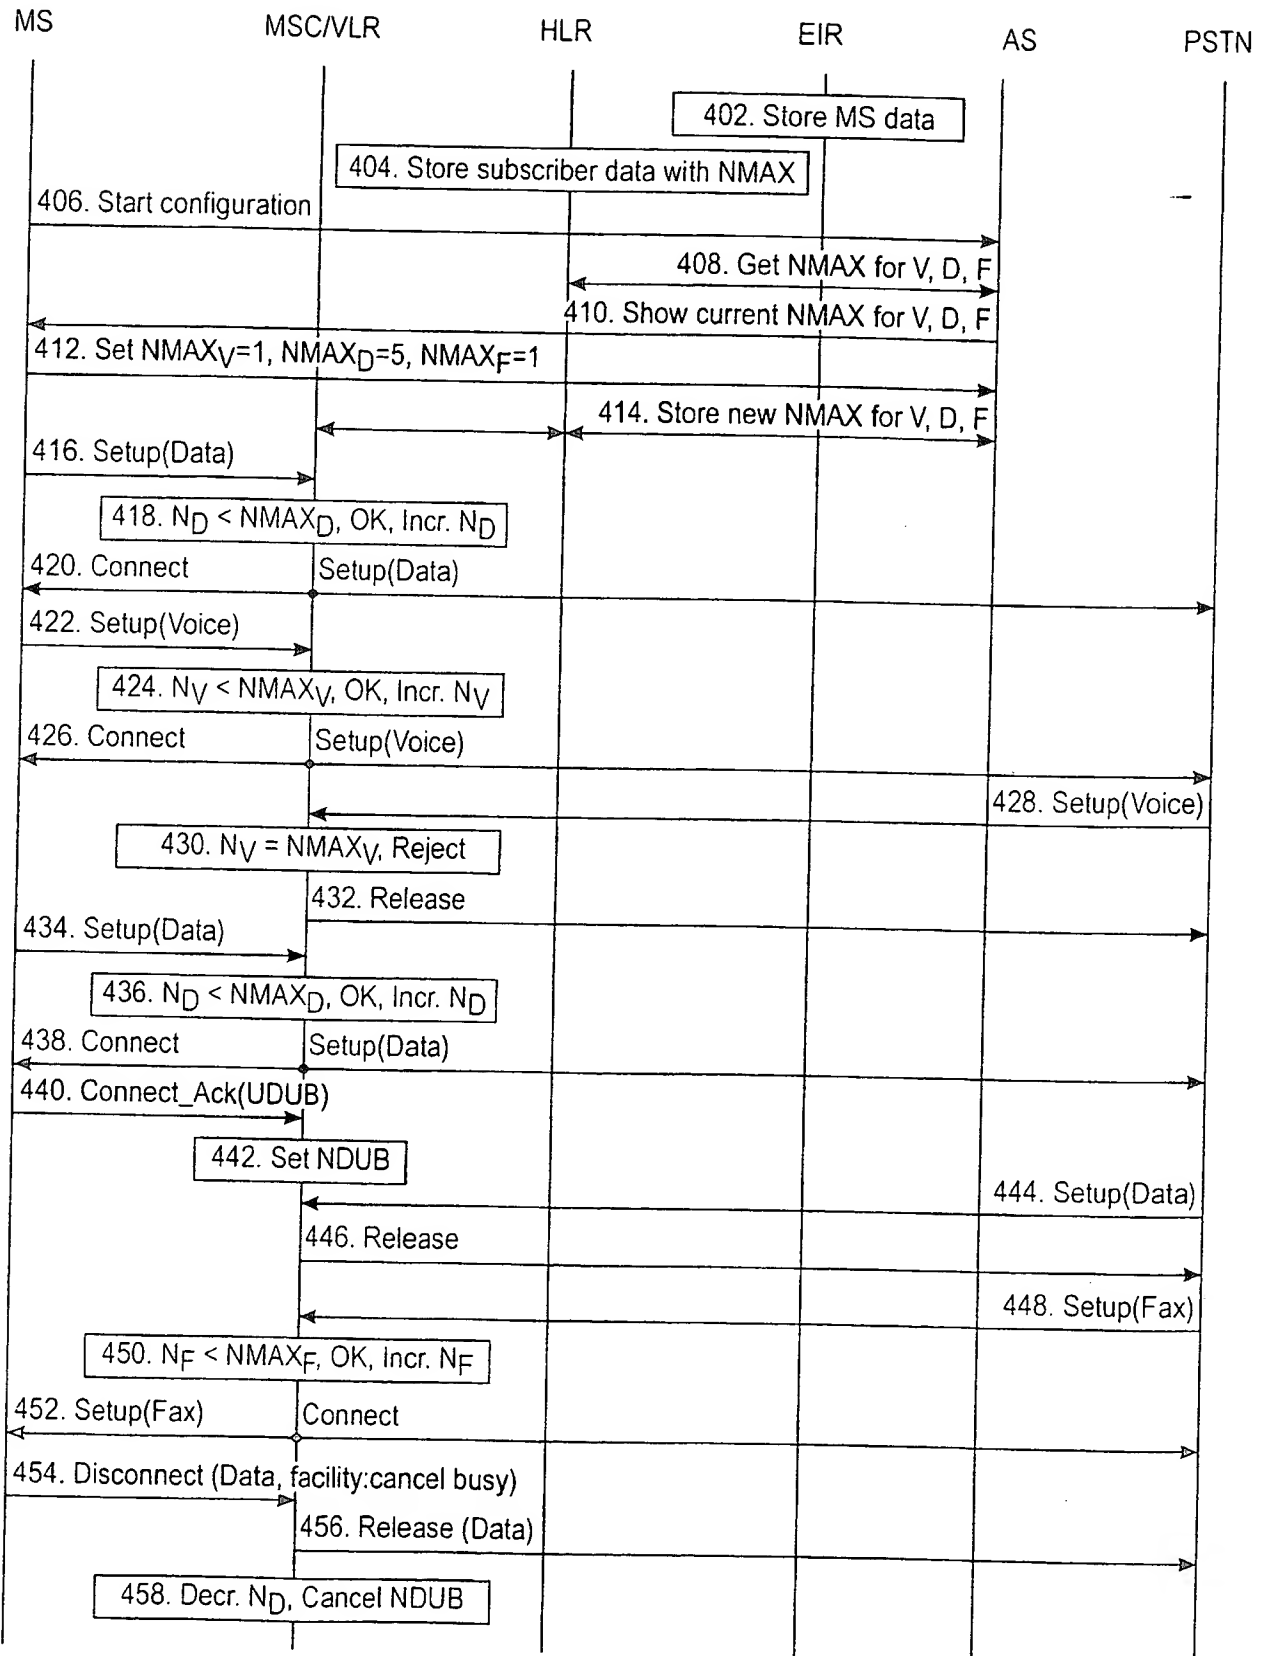 MS MSC/VLR HLR EIR AS PSTN
402. Store MS data
404. Store subscriber data with NMAX
406. Start configuration
408. Get NMAX for V, D, F
410. Show current NMAX for V, D, F
412. Set NMAXV=1, NMAXD=5, NMAXF=1
414. Store new NMAX for V, D, F
416. Setup(Data)
418. ND < NMAXD, OK, Incr. ND
420. Connect Setup(Data)
422. Setup(Voice)
424. NV < NMAXV, OK, Incr. NV
426. Connect Setup(Voice)
428. Setup(Voice)
430. NV = NMAXV, Reject
432. Release
434. Setup(Data)
436. ND < NMAXD, OK, Incr. ND
438. Connect Setup(Data)
440. Connect_Ack(UDUB)
442. Set NDUB
444. Setup(Data)
446. Release
448. Setup(Fax)
450. NF < NMAXF, OK, Incr. NF
452. Setup(Fax) Connect
454. Disconnect (Data, facility:cancel busy)
456. Release (Data)
458. Decr. ND, Cancel NDUB